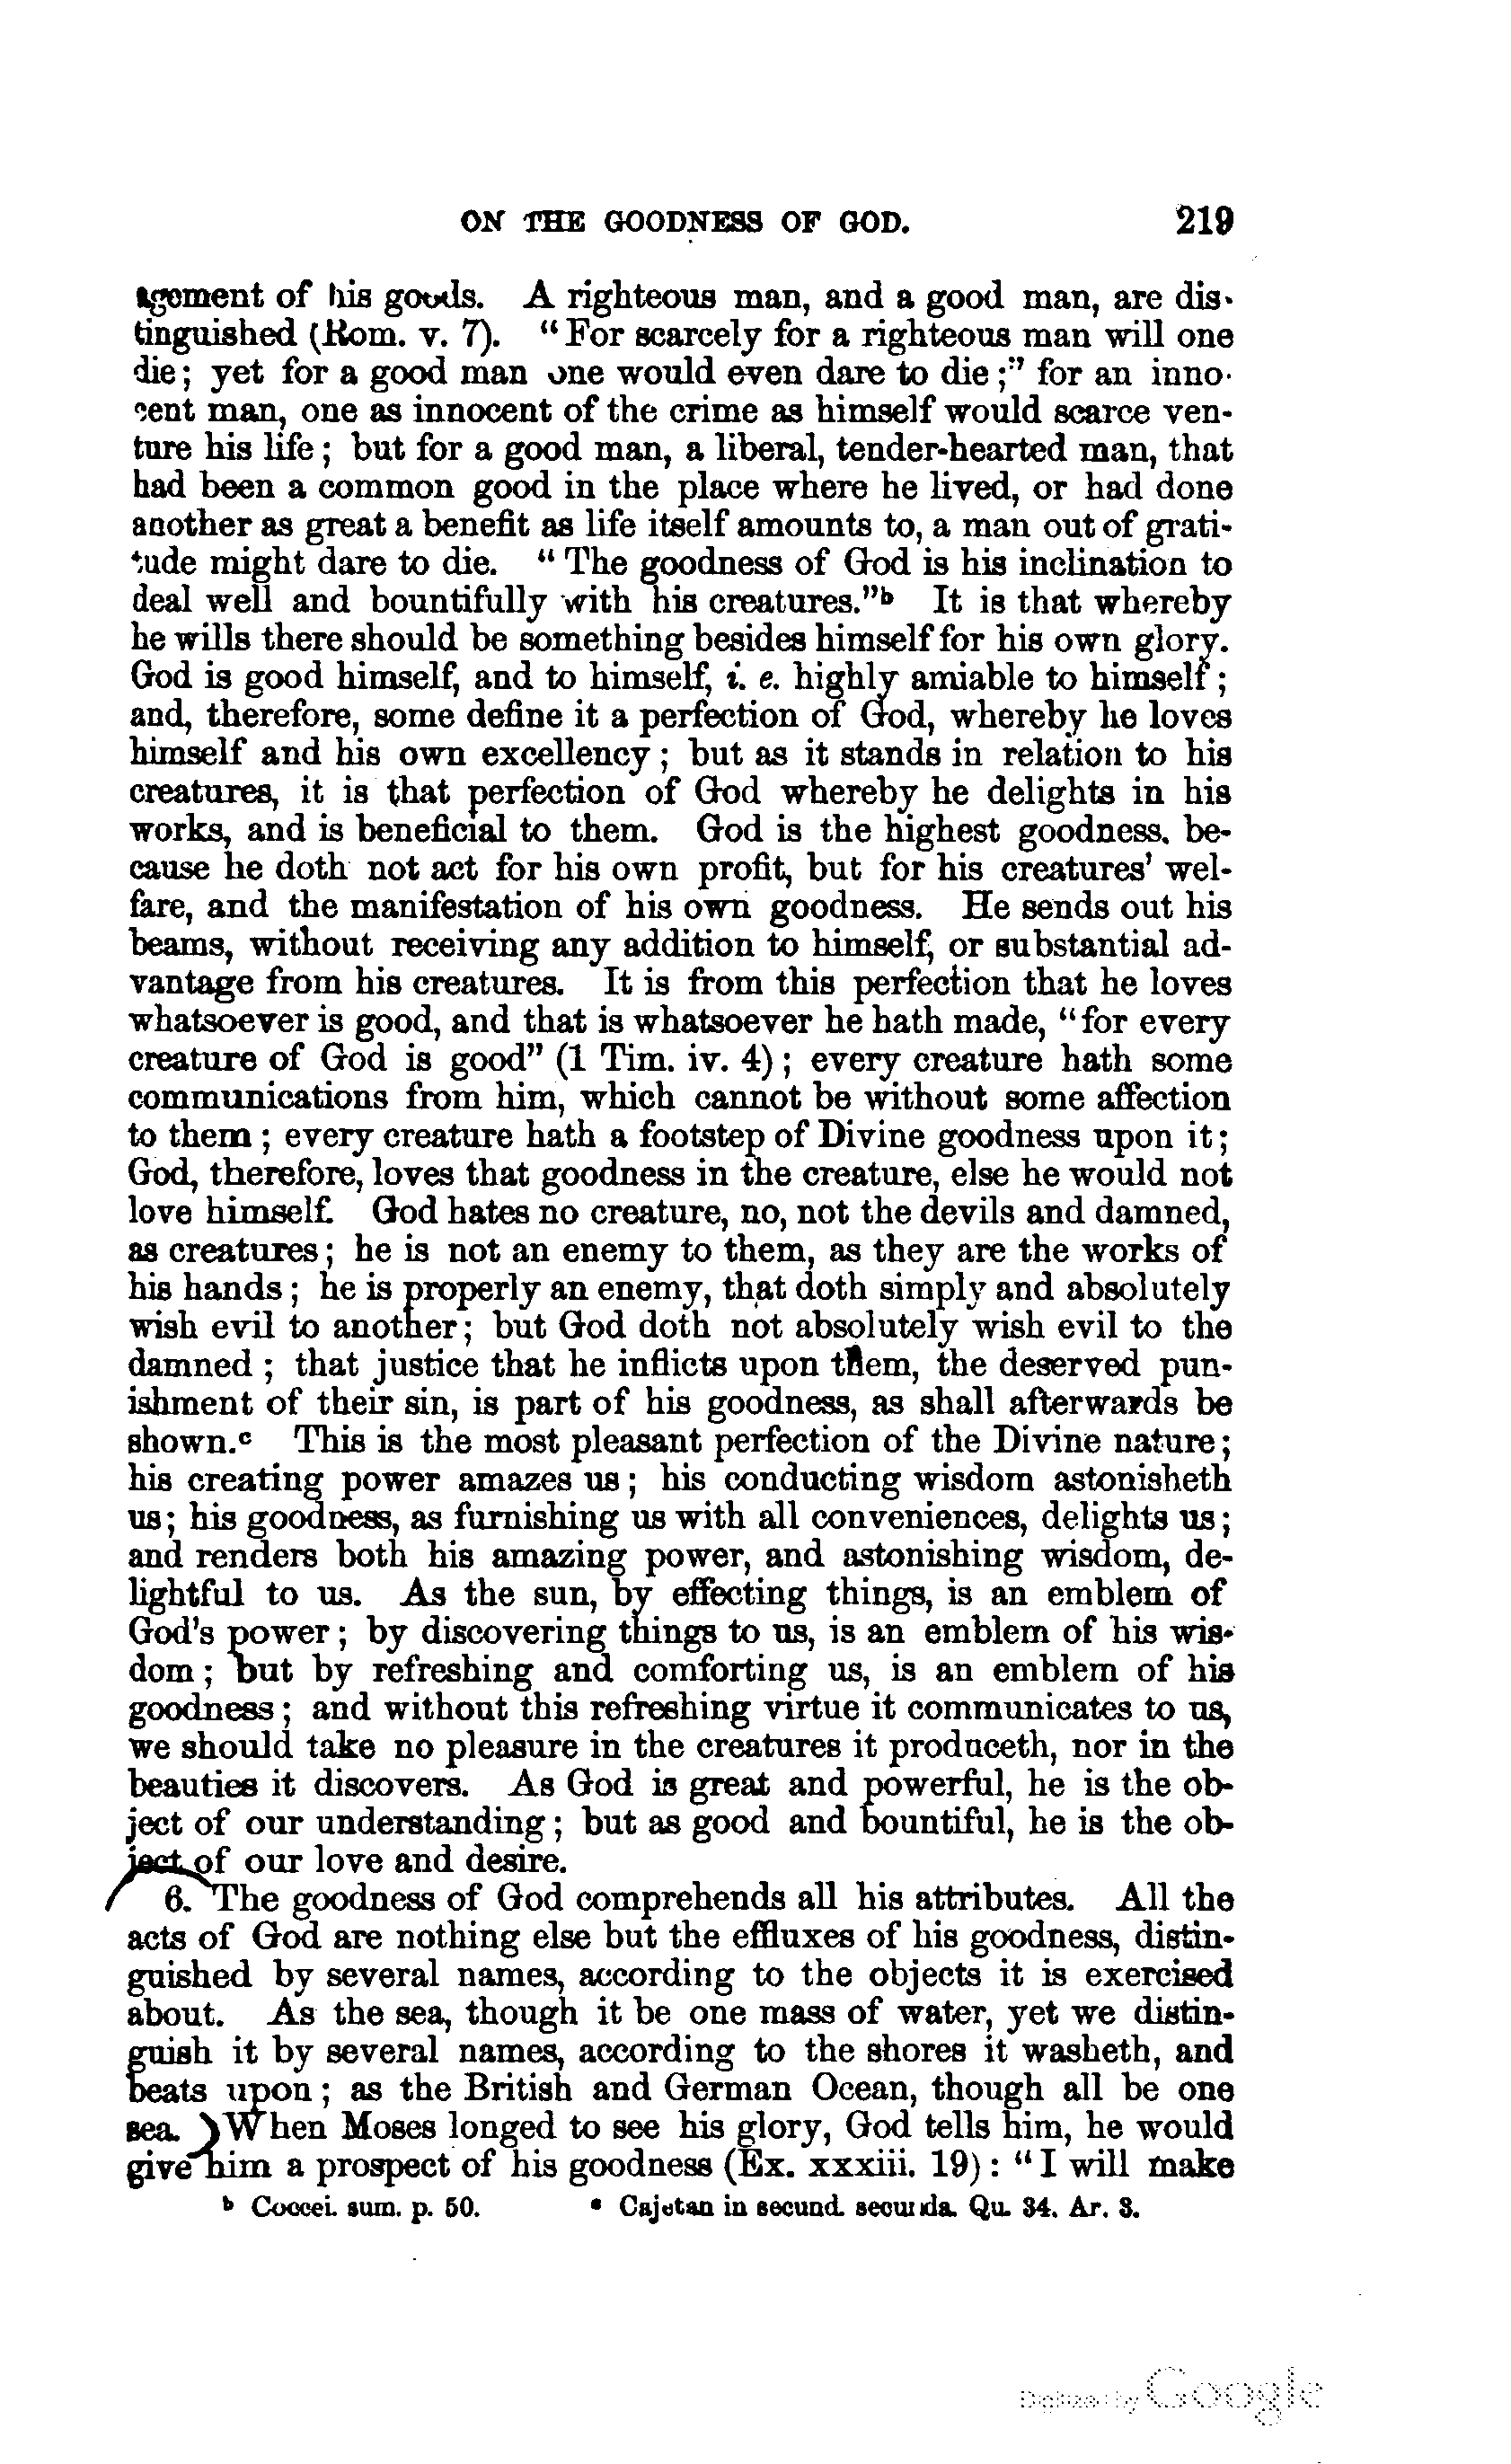 ON THE GOODNESS OF GOD. 219
agement of his goods. A righteous man, and a good man, are dis-
tinguished (Rom. v. 7). "For scarcely for a righteous man will one
die; yet for a good man one would even dare to die;" for an inno-
cent man, one as innocent of the crime as himself would scarce ven-
ture his life; but for a good man, a liberal, tender-hearted man, that
had been a common good in the place where he lived, or had done
another as great a benefit as life itself amounts to, a man out of grati-
tude might dare to die. "The goodness of God is his inclination to
deal well and bountifully with his creatures."b It is that whereby
he wills there should be something besides himself for his own glory.
God is good himself, and to himself, i. e. highly amiable to himself;
and, therefore, some define it a perfection of God, whereby he loves
himself and his own excellency; but as it stands in relation to his
creatures, it is that perfection of God whereby he delights in his
works, and is beneficial to them. God is the highest goodness, be-
cause he doth not act for his own profit, but for his creatures' wel-
fare, and the manifestation of his own goodness. He sends out his
beams, without receiving any addition to himself, or substantial ad-
vantage from his creatures. It is from this perfection that he loves
whatsoever is good, and that is whatsoever he hath made, "for every
creature of God is good" (1 Tim. iv. 4); every creature hath some
communications from him, which cannot be without some affection
to them; every creature hath a footstep of Divine goodness upon it;
God, therefore, loves that goodness in the creature, else he would not
love himself. God hates no creature, no, not the devils and damned,
as creatures; he is not an enemy to them, as they are the works of
his hands; he is properly an enemy, that doth simply and absolutely
wish evil to another; but God doth not absolutely wish evil to the
damned; that justice that he inflicts upon them, the deserved pun-
ishment of their sin, is part of his goodness, as shall afterwards be
shown.c This is the most pleasant perfection of the Divine nature;
his creating power amazes us; his conducting wisdom astonisheth
us; his goodness, as furnishing us with all conveniences, delights us;
and renders both his amazing power, and astonishing wisdom, de-
lightful to us. As the sun, by effecting things, is an emblem of
God's power; by discovering things to us, is an emblem of his wis-
dom; but by refreshing and comforting us, is an emblem of his
goodness; and without this refreshing virtue it communicates to us,
we should take no pleasure in the creatures it produceth, nor in the
beauties it discovers. As God is great and powerful, he is the ob-
ject of our understanding; but as good and bountiful, he is the ob-
ject of our love and desire.
6. The goodness of God comprehends all his attributes. All the
acts of God are nothing else but the effluxes of his goodness, distin-
guished by several names, according to the objects it is exercised
about. As the sea, though it be one mass of water, yet we distin-
guish it by several names, according to the shores it washeth, and
beats upon; as the British and German Ocean, though all be one
sea. When Moses longed to see his glory, God tells him, he would
give him a prospect of his goodness (Ex. xxxiii. 19): "I will make
b Coccei. sum. p. 50. c Cajetan in secund. secunda. Qu. 34. Ar. 3.
Digitized by Google